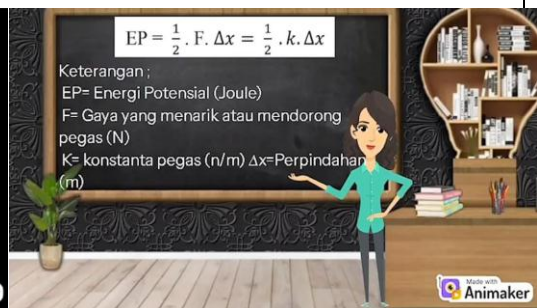 EP = 1/2 . F. Δx = 1/2 . k. Δx
Keterangan ;
EP= Energi Potensial (Joule)
F= Gaya yang menarik atau mendorong
pegas (N)
K= konstanta pegas (n/m) Δx=Perpindahan
(m)
Made with
Animaker